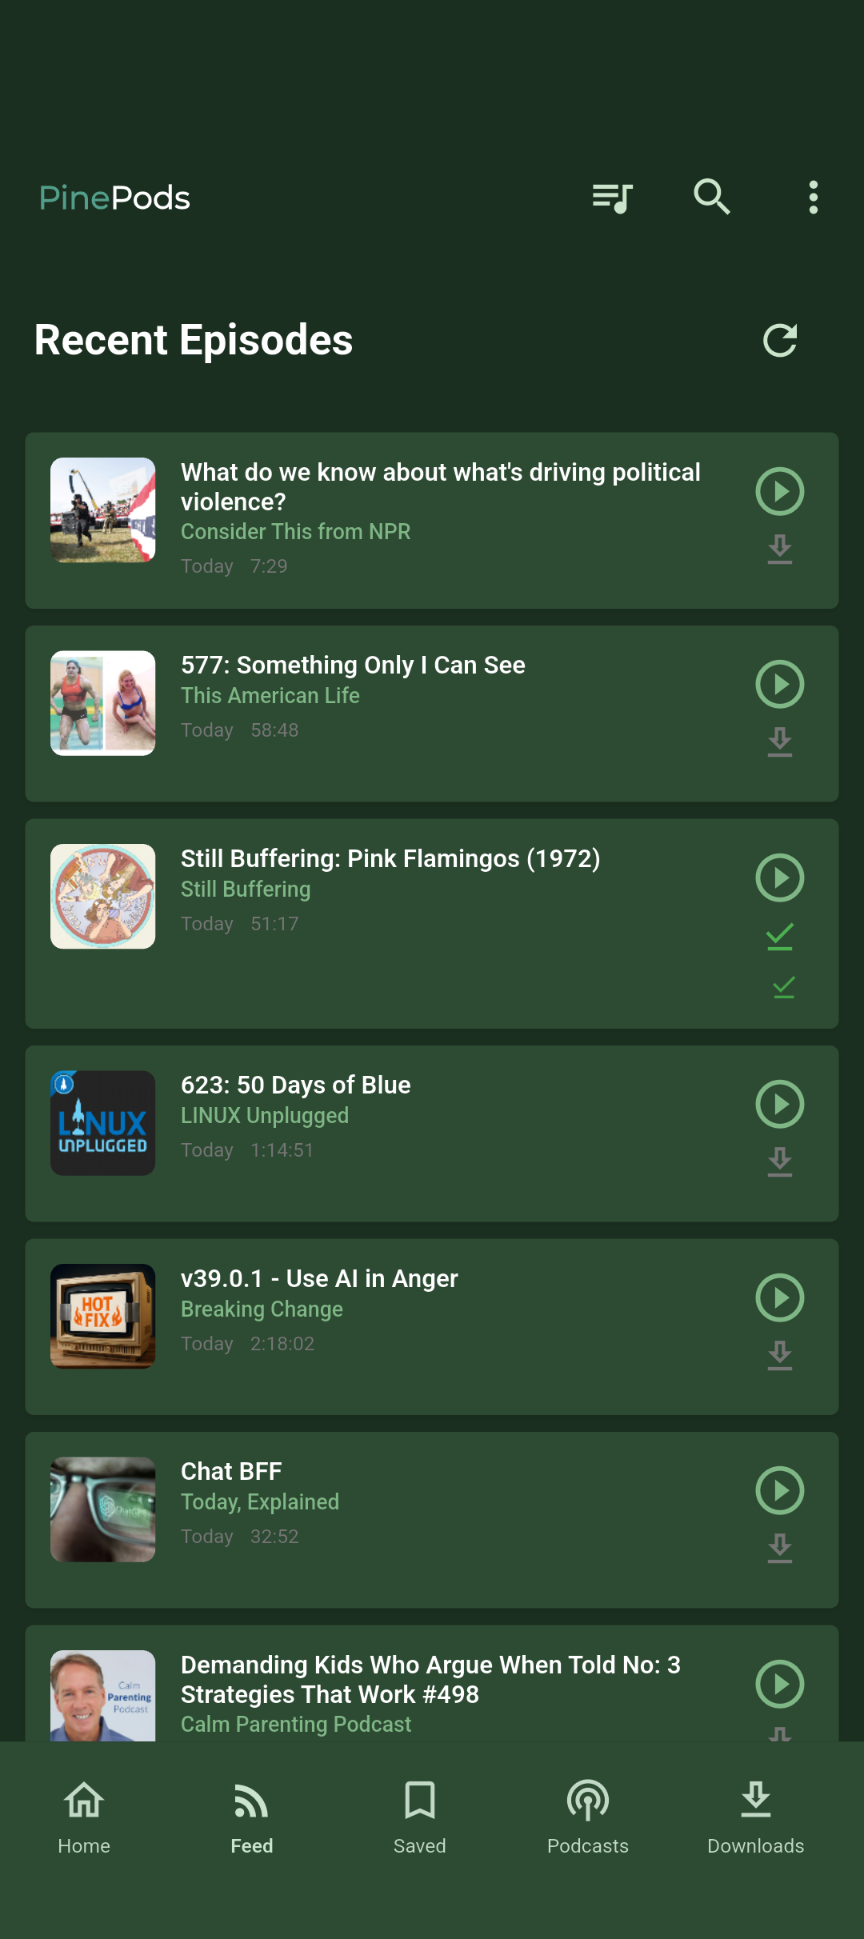 PinePods
Recent Episodes
What do we know about what's driving political
violence?
Consider This from NPR
Today 7:29
577: Something Only I Can See
This American Life
Today 58:48
Still Buffering: Pink Flamingos (1972)
Still Buffering
Today 51:17
LINUX
UNPLUGGED
623: 50 Days of Blue
LINUX Unplugged
Today 1:14:51
HOT
FIX
v39.0.1 - Use AI in Anger
Breaking Change
Today 2:18:02
Chat BFF
Today, Explained
Today 32:52
Calm
Parenting
Podcast
Demanding Kids Who Argue When Told No: 3
Strategies That Work #498
Calm Parenting Podcast
Home
Feed
Saved
Podcasts
Downloads